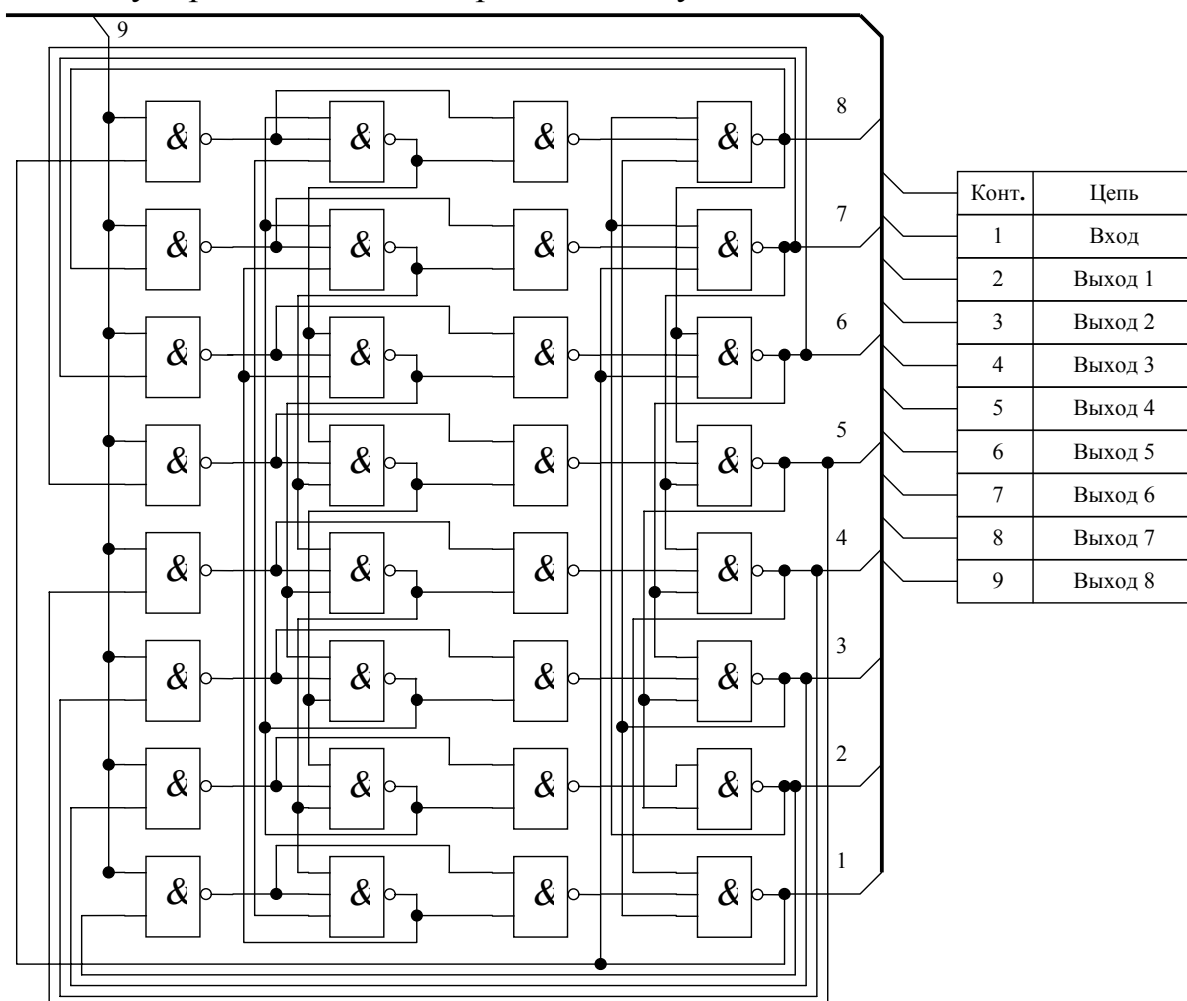 9
& & & & 8
& & & & 7
& & & & 6
& & & & 5
& & & & 4
& & & & 3
& & & & 2
& & & & 1
Конт. Цепь
1 Вход
2 Выход 1
3 Выход 2
4 Выход 3
5 Выход 4
6 Выход 5
7 Выход 6
8 Выход 7
9 Выход 8